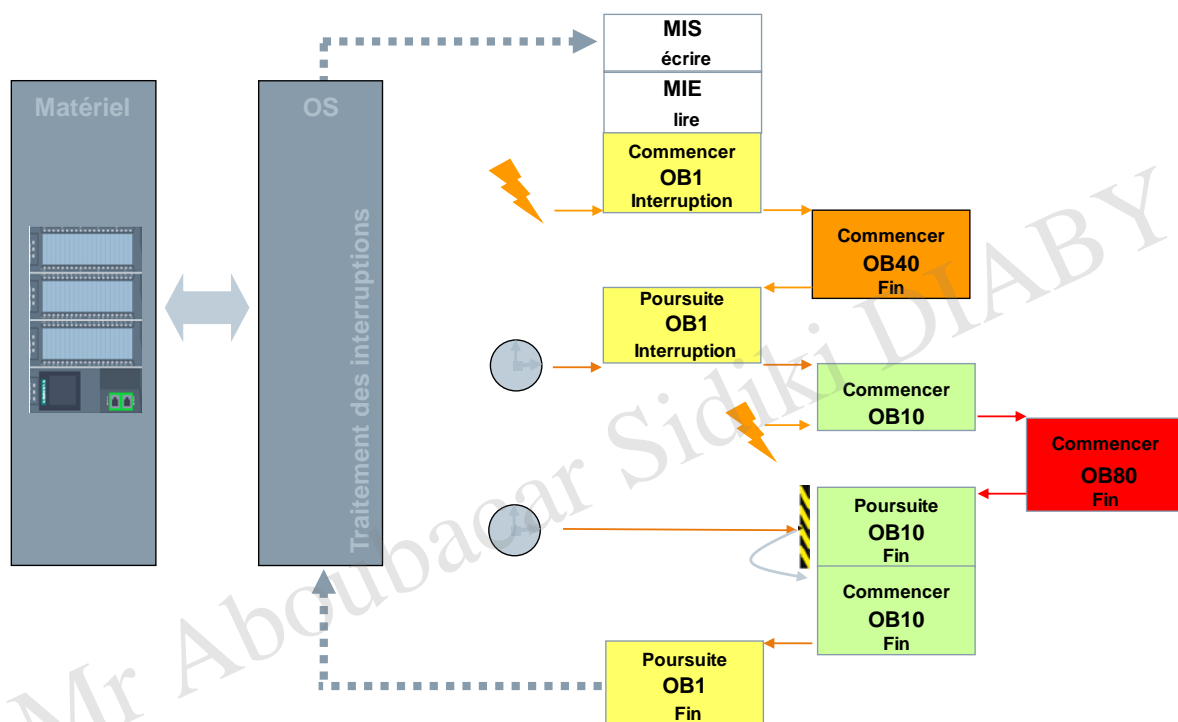 MIS
écrire
Matériel
OS
MIE
lire
Commencer
OB1
Interruption
Commencer
OB40
Fin
Traitement des interruptions
Poursuite
OB1
Interruption
Commencer
OB10
Commencer
OB80
Fin
Poursuite
OB10
Fin
Commencer
OB10
Fin
Poursuite
OB1
Fin
Mr Aboubacar Sidiki DIABY